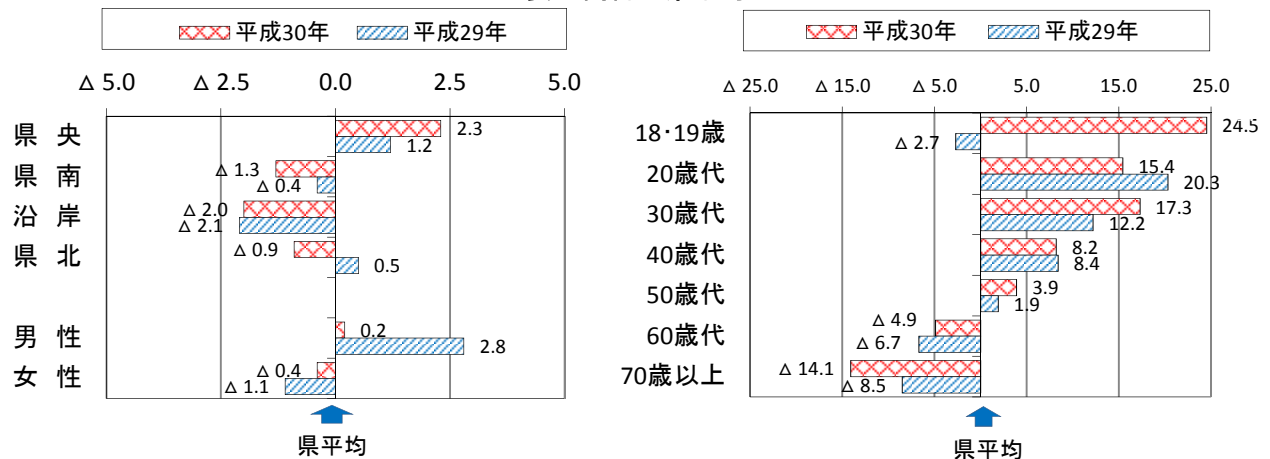 平成30年 平成29年
△ 5.0 △ 2.5 0.0 2.5 5.0
県 央 2.3
1.2
県 南 △ 1.3
△ 0.4
沿 岸 △ 2.0
△ 2.1
県 北 △ 0.9
0.5
男 性 0.2
2.8
女 性 △ 0.4
△ 1.1
県平均
平成30年 平成29年
△ 25.0 △ 15.0 △ 5.0 5.0 15.0 25.0
18・19歳 24.5
△ 2.7
20歳代 15.4
20.3
30歳代 17.3
12.2
40歳代 8.2
8.4
50歳代 3.9
1.9
60歳代 △ 4.9
△ 6.7
70歳以上 △ 14.1
△ 8.5
県平均